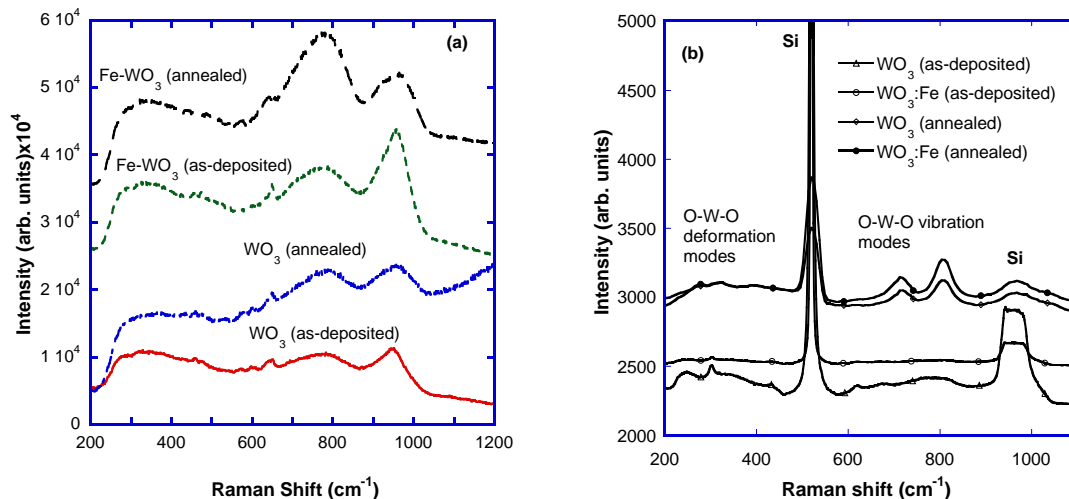 (a)
6 10⁴
5 10⁴
4 10⁴
3 10⁴
2 10⁴
1 10⁴
0
Intensity (arb. units)x10⁴
Fe-WO₃ (annealed)
Fe-WO₃ (as-deposited)
WO₃ (annealed)
WO₃ (as-deposited)
200 400 600 800 1000 1200
Raman Shift (cm⁻¹)
(b)
5000
4500
4000
3500
3000
2500
2000
Intensity (arb. units)
Si
WO₃ (as-deposited)
WO₃:Fe (as-deposited)
WO₃ (annealed)
WO₃:Fe (annealed)
O-W-O
deformation
modes
O-W-O vibration
modes
Si
200 400 600 800 1000
Raman shift (cm⁻¹)